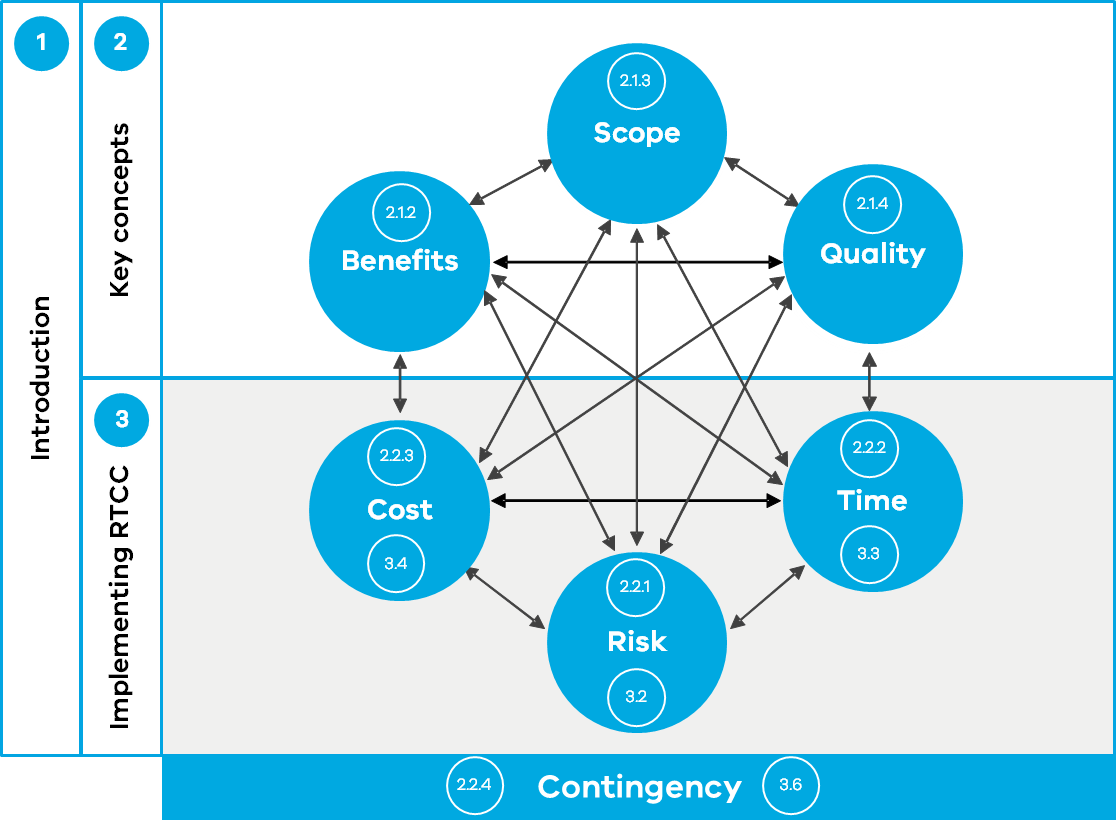 1
Introduction
2
Key concepts
3
Implementing RTCC
2.1.3
Scope
2.1.2
Benefits
2.1.4
Quality
2.2.3
Cost
3.4
2.2.2
Time
3.3
2.2.1
Risk
3.2
2.2.4 Contingency 3.6